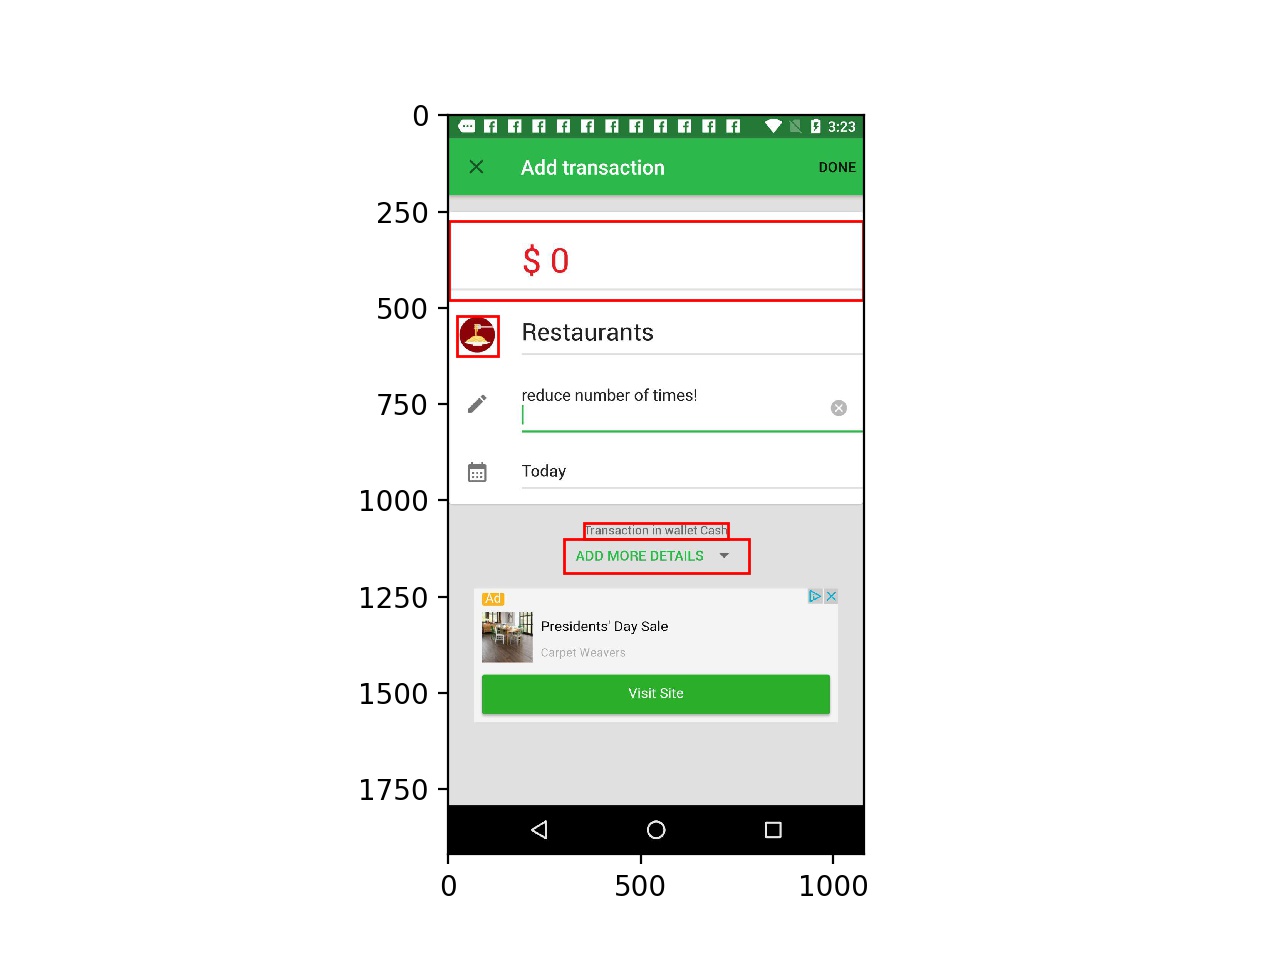 0
250
500
750
1000
1250
1500
1750
0 500 1000
3:23
Add transaction DONE
$ 0
Restaurants
reduce number of times!
Today
Transaction in wallet Cash
ADD MORE DETAILS
Ad
Presidents' Day Sale
Carpet Weavers
Visit Site